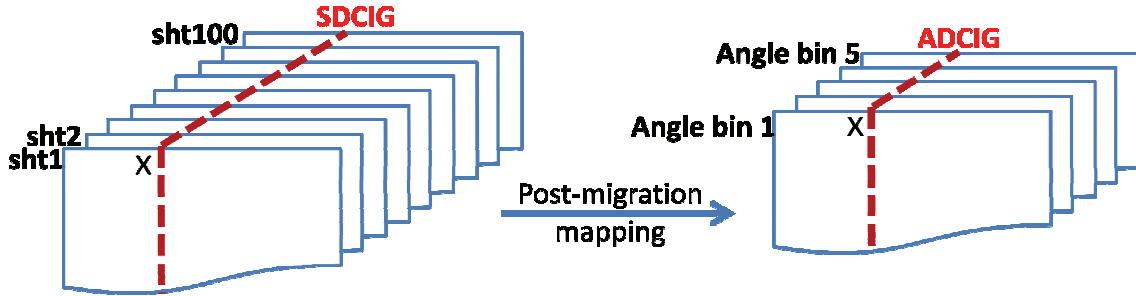 SDCIG
sht100
sht2
sht1
X
Post-migration
mapping
ADCIG
Angle bin 5
Angle bin 1
X